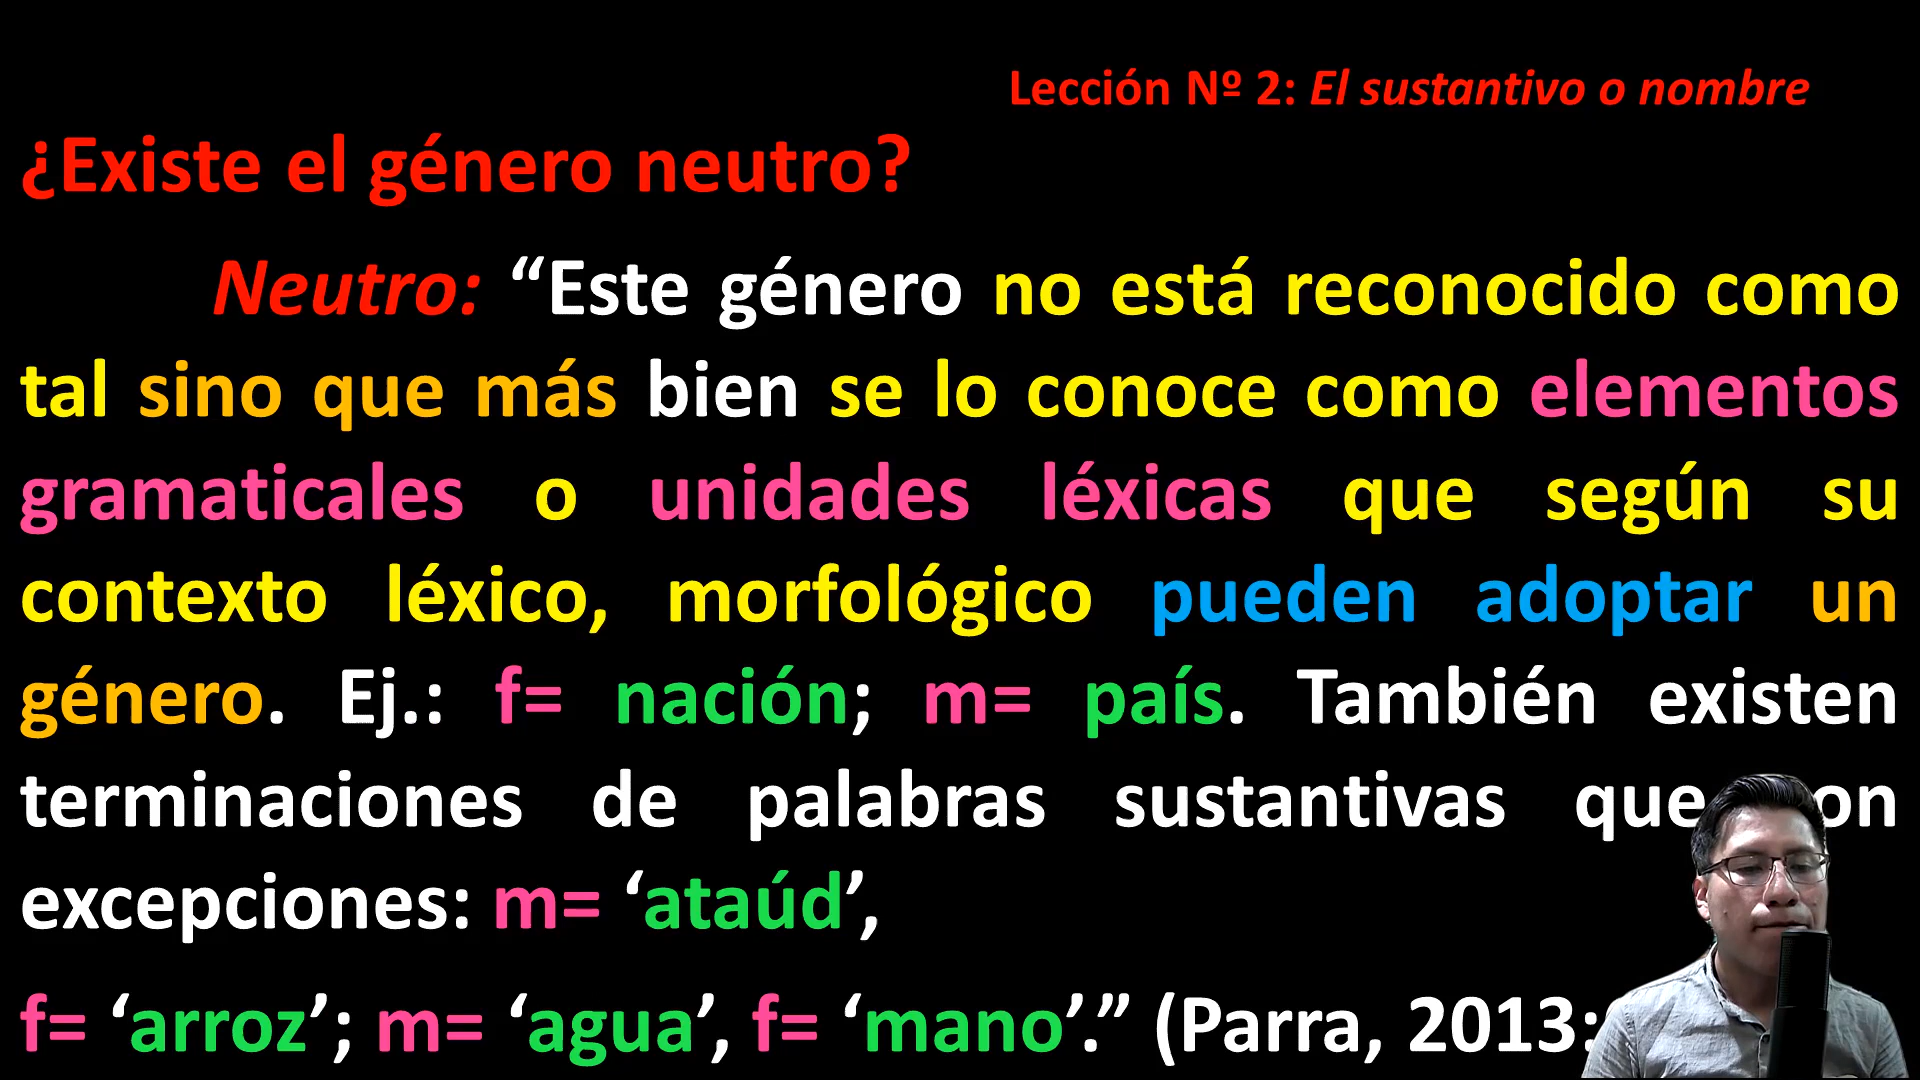 Lección Nº 2: El sustantivo o nombre
¿Existe el género neutro?
Neutro: “Este género no está reconocido como
tal sino que más bien se lo conoce como elementos
gramaticales o unidades léxicas que según su
contexto léxico, morfológico pueden adoptar un
género. Ej.: f= nación; m= país. También existen
terminaciones de palabras sustantivas que
excepciones: m= ‘ataúd’,
f= ‘arroz’; m= ‘agua’, f= ‘mano’.” (Parra, 2013: